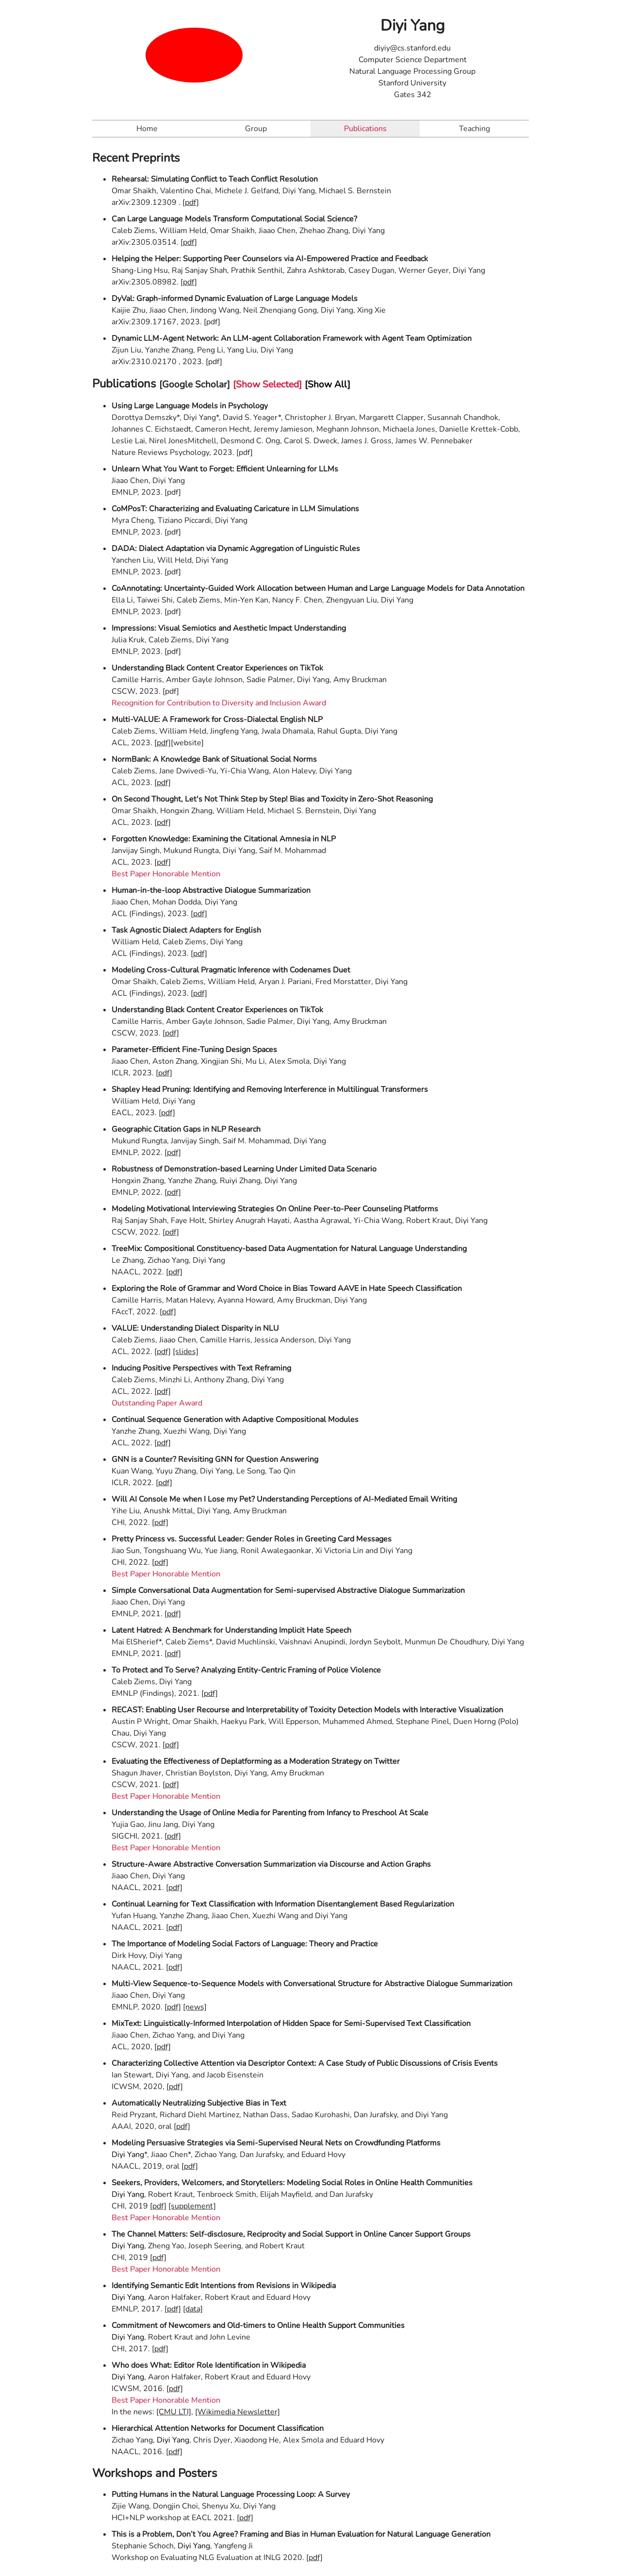 Diyi Yang
diyiy@cs.stanford.edu
Computer Science Department
Natural Language Processing Group
Stanford University
Gates 342
Home Group Publications Teaching
Recent Preprints
Rehearsal: Simulating Conflict to Teach Conflict Resolution
Omar Shaikh, Valentino Chai, Michele J. Gelfand, Diyi Yang, Michael S. Bernstein
arXiv:2309.12309 . [pdf]
Can Large Language Models Transform Computational Social Science?
Caleb Ziems, William Held, Omar Shaikh, Jiaao Chen, Zhehao Zhang, Diyi Yang
arXiv:2305.03514. [pdf]
Helping the Helper: Supporting Peer Counselors via AI-Empowered Practice and Feedback
Shang-Ling Hsu, Raj Sanjay Shah, Prathik Senthil, Zahra Ashktorab, Casey Dugan, Werner Geyer, Diyi Yang
arXiv:2305.08982. [pdf]
DyVal: Graph-informed Dynamic Evaluation of Large Language Models
Kaijie Zhu, Jiaao Chen, Jindong Wang, Neil Zhenqiang Gong, Diyi Yang, Xing Xie
arXiv:2309.17167, 2023. [pdf]
Dynamic LLM-Agent Network: An LLM-agent Collaboration Framework with Agent Team Optimization
Zijun Liu, Yanzhe Zhang, Peng Li, Yang Liu, Diyi Yang
arXiv:2310.02170 , 2023. [pdf]
Publications [Google Scholar] [Show Selected] [Show All]
Using Large Language Models in Psychology
Dorottya Demszky*, Diyi Yang*, David S. Yeager*, Christopher J. Bryan, Margarett Clapper, Susannah Chandhok,
Johannes C. Eichstaedt, Cameron Hecht, Jeremy Jamieson, Meghann Johnson, Michaela Jones, Danielle Krettek-Cobb,
Leslie Lai, Nirel JonesMitchell, Desmond C. Ong, Carol S. Dweck, James J. Gross, James W. Pennebaker
Nature Reviews Psychology, 2023. [pdf]
Unlearn What You Want to Forget: Efficient Unlearning for LLMs
Jiaao Chen, Diyi Yang
EMNLP, 2023. [pdf]
CoMPosT: Characterizing and Evaluating Caricature in LLM Simulations
Myra Cheng, Tiziano Piccardi, Diyi Yang
EMNLP, 2023. [pdf]
DADA: Dialect Adaptation via Dynamic Aggregation of Linguistic Rules
Yanchen Liu, Will Held, Diyi Yang
EMNLP, 2023. [pdf]
CoAnnotating: Uncertainty-Guided Work Allocation between Human and Large Language Models for Data Annotation
Ella Li, Taiwei Shi, Caleb Ziems, Min-Yen Kan, Nancy F. Chen, Zhengyuan Liu, Diyi Yang
EMNLP, 2023. [pdf]
Impressions: Visual Semiotics and Aesthetic Impact Understanding
Julia Kruk, Caleb Ziems, Diyi Yang
EMNLP, 2023. [pdf]
Understanding Black Content Creator Experiences on TikTok
Camille Harris, Amber Gayle Johnson, Sadie Palmer, Diyi Yang, Amy Bruckman
CSCW, 2023. [pdf]
Recognition for Contribution to Diversity and Inclusion Award
Multi-VALUE: A Framework for Cross-Dialectal English NLP
Caleb Ziems, William Held, Jingfeng Yang, Jwala Dhamala, Rahul Gupta, Diyi Yang
ACL, 2023. [pdf][website]
NormBank: A Knowledge Bank of Situational Social Norms
Caleb Ziems, Jane Dwivedi-Yu, Yi-Chia Wang, Alon Halevy, Diyi Yang
ACL, 2023. [pdf]
On Second Thought, Let's Not Think Step by Step! Bias and Toxicity in Zero-Shot Reasoning
Omar Shaikh, Hongxin Zhang, William Held, Michael S. Bernstein, Diyi Yang
ACL, 2023. [pdf]
Forgotten Knowledge: Examining the Citational Amnesia in NLP
Janvijay Singh, Mukund Rungta, Diyi Yang, Saif M. Mohammad
ACL, 2023. [pdf]
Best Paper Honorable Mention
Human-in-the-loop Abstractive Dialogue Summarization
Jiaao Chen, Mohan Dodda, Diyi Yang
ACL (Findings), 2023. [pdf]
Task Agnostic Dialect Adapters for English
William Held, Caleb Ziems, Diyi Yang
ACL (Findings), 2023. [pdf]
Modeling Cross-Cultural Pragmatic Inference with Codenames Duet
Omar Shaikh, Caleb Ziems, William Held, Aryan J. Pariani, Fred Morstatter, Diyi Yang
ACL (Findings), 2023. [pdf]
Understanding Black Content Creator Experiences on TikTok
Camille Harris, Amber Gayle Johnson, Sadie Palmer, Diyi Yang, Amy Bruckman
CSCW, 2023. [pdf]
Parameter-Efficient Fine-Tuning Design Spaces
Jiaao Chen, Aston Zhang, Xingjian Shi, Mu Li, Alex Smola, Diyi Yang
ICLR, 2023. [pdf]
Shapley Head Pruning: Identifying and Removing Interference in Multilingual Transformers
William Held, Diyi Yang
EACL, 2023. [pdf]
Geographic Citation Gaps in NLP Research
Mukund Rungta, Janvijay Singh, Saif M. Mohammad, Diyi Yang
EMNLP, 2022. [pdf]
Robustness of Demonstration-based Learning Under Limited Data Scenario
Hongxin Zhang, Yanzhe Zhang, Ruiyi Zhang, Diyi Yang
EMNLP, 2022. [pdf]
Modeling Motivational Interviewing Strategies On Online Peer-to-Peer Counseling Platforms
Raj Sanjay Shah, Faye Holt, Shirley Anugrah Hayati, Aastha Agrawal, Yi-Chia Wang, Robert Kraut, Diyi Yang
CSCW, 2022. [pdf]
TreeMix: Compositional Constituency-based Data Augmentation for Natural Language Understanding
Le Zhang, Zichao Yang, Diyi Yang
NAACL, 2022. [pdf]
Exploring the Role of Grammar and Word Choice in Bias Toward AAVE in Hate Speech Classification
Camille Harris, Matan Halevy, Ayanna Howard, Amy Bruckman, Diyi Yang
FAccT, 2022. [pdf]
VALUE: Understanding Dialect Disparity in NLU
Caleb Ziems, Jiaao Chen, Camille Harris, Jessica Anderson, Diyi Yang
ACL, 2022. [pdf] [slides]
Inducing Positive Perspectives with Text Reframing
Caleb Ziems, Minzhi Li, Anthony Zhang, Diyi Yang
ACL, 2022. [pdf]
Outstanding Paper Award
Continual Sequence Generation with Adaptive Compositional Modules
Yanzhe Zhang, Xuezhi Wang, Diyi Yang
ACL, 2022. [pdf]
GNN is a Counter? Revisiting GNN for Question Answering
Kuan Wang, Yuyu Zhang, Diyi Yang, Le Song, Tao Qin
ICLR, 2022. [pdf]
Will AI Console Me when I Lose my Pet? Understanding Perceptions of AI-Mediated Email Writing
Yihe Liu, Anushk Mittal, Diyi Yang, Amy Bruckman
CHI, 2022. [pdf]
Pretty Princess vs. Successful Leader: Gender Roles in Greeting Card Messages
Jiao Sun, Tongshuang Wu, Yue Jiang, Ronil Awalegaonkar, Xi Victoria Lin and Diyi Yang
CHI, 2022. [pdf]
Best Paper Honorable Mention
Simple Conversational Data Augmentation for Semi-supervised Abstractive Dialogue Summarization
Jiaao Chen, Diyi Yang
EMNLP, 2021. [pdf]
Latent Hatred: A Benchmark for Understanding Implicit Hate Speech
Mai ElSherief*, Caleb Ziems*, David Muchlinski, Vaishnavi Anupindi, Jordyn Seybolt, Munmun De Choudhury, Diyi Yang
EMNLP, 2021. [pdf]
To Protect and To Serve? Analyzing Entity-Centric Framing of Police Violence
Caleb Ziems, Diyi Yang
EMNLP (Findings), 2021. [pdf]
RECAST: Enabling User Recourse and Interpretability of Toxicity Detection Models with Interactive Visualization
Austin P Wright, Omar Shaikh, Haekyu Park, Will Epperson, Muhammed Ahmed, Stephane Pinel, Duen Horng (Polo)
Chau, Diyi Yang
CSCW, 2021. [pdf]
Evaluating the Effectiveness of Deplatforming as a Moderation Strategy on Twitter
Shagun Jhaver, Christian Boylston, Diyi Yang, Amy Bruckman
CSCW, 2021. [pdf]
Best Paper Honorable Mention
Understanding the Usage of Online Media for Parenting from Infancy to Preschool At Scale
Yujia Gao, Jinu Jang, Diyi Yang
SIGCHI, 2021. [pdf]
Best Paper Honorable Mention
Structure-Aware Abstractive Conversation Summarization via Discourse and Action Graphs
Jiaao Chen, Diyi Yang
NAACL, 2021. [pdf]
Continual Learning for Text Classification with Information Disentanglement Based Regularization
Yufan Huang, Yanzhe Zhang, Jiaao Chen, Xuezhi Wang and Diyi Yang
NAACL, 2021. [pdf]
The Importance of Modeling Social Factors of Language: Theory and Practice
Dirk Hovy, Diyi Yang
NAACL, 2021. [pdf]
Multi-View Sequence-to-Sequence Models with Conversational Structure for Abstractive Dialogue Summarization
Jiaao Chen, Diyi Yang
EMNLP, 2020. [pdf] [news]
MixText: Linguistically-Informed Interpolation of Hidden Space for Semi-Supervised Text Classification
Jiaao Chen, Zichao Yang, and Diyi Yang
ACL, 2020, [pdf]
Characterizing Collective Attention via Descriptor Context: A Case Study of Public Discussions of Crisis Events
Ian Stewart, Diyi Yang, and Jacob Eisenstein
ICWSM, 2020, [pdf]
Automatically Neutralizing Subjective Bias in Text
Reid Pryzant, Richard Diehl Martinez, Nathan Dass, Sadao Kurohashi, Dan Jurafsky, and Diyi Yang
AAAI, 2020, oral [pdf]
Modeling Persuasive Strategies via Semi-Supervised Neural Nets on Crowdfunding Platforms
Diyi Yang*, Jiaao Chen*, Zichao Yang, Dan Jurafsky, and Eduard Hovy
NAACL, 2019, oral [pdf]
Seekers, Providers, Welcomers, and Storytellers: Modeling Social Roles in Online Health Communities
Diyi Yang, Robert Kraut, Tenbroeck Smith, Elijah Mayfield, and Dan Jurafsky
CHI, 2019 [pdf] [supplement]
Best Paper Honorable Mention
The Channel Matters: Self-disclosure, Reciprocity and Social Support in Online Cancer Support Groups
Diyi Yang, Zheng Yao, Joseph Seering, and Robert Kraut
CHI, 2019 [pdf]
Best Paper Honorable Mention
Identifying Semantic Edit Intentions from Revisions in Wikipedia
Diyi Yang, Aaron Halfaker, Robert Kraut and Eduard Hovy
EMNLP, 2017. [pdf] [data]
Commitment of Newcomers and Old-timers to Online Health Support Communities
Diyi Yang, Robert Kraut and John Levine
CHI, 2017. [pdf]
Who does What: Editor Role Identification in Wikipedia
Diyi Yang, Aaron Halfaker, Robert Kraut and Eduard Hovy
ICWSM, 2016. [pdf]
Best Paper Honorable Mention
In the news: [CMU LTI], [Wikimedia Newsletter]
Hierarchical Attention Networks for Document Classification
Zichao Yang, Diyi Yang, Chris Dyer, Xiaodong He, Alex Smola and Eduard Hovy
NAACL, 2016. [pdf]
Workshops and Posters
Putting Humans in the Natural Language Processing Loop: A Survey
Zijie Wang, Dongjin Choi, Shenyu Xu, Diyi Yang
HCI+NLP workshop at EACL 2021. [pdf]
This is a Problem, Don't You Agree? Framing and Bias in Human Evaluation for Natural Language Generation
Stephanie Schoch, Diyi Yang, Yangfeng Ji
Workshop on Evaluating NLG Evaluation at INLG 2020. [pdf]